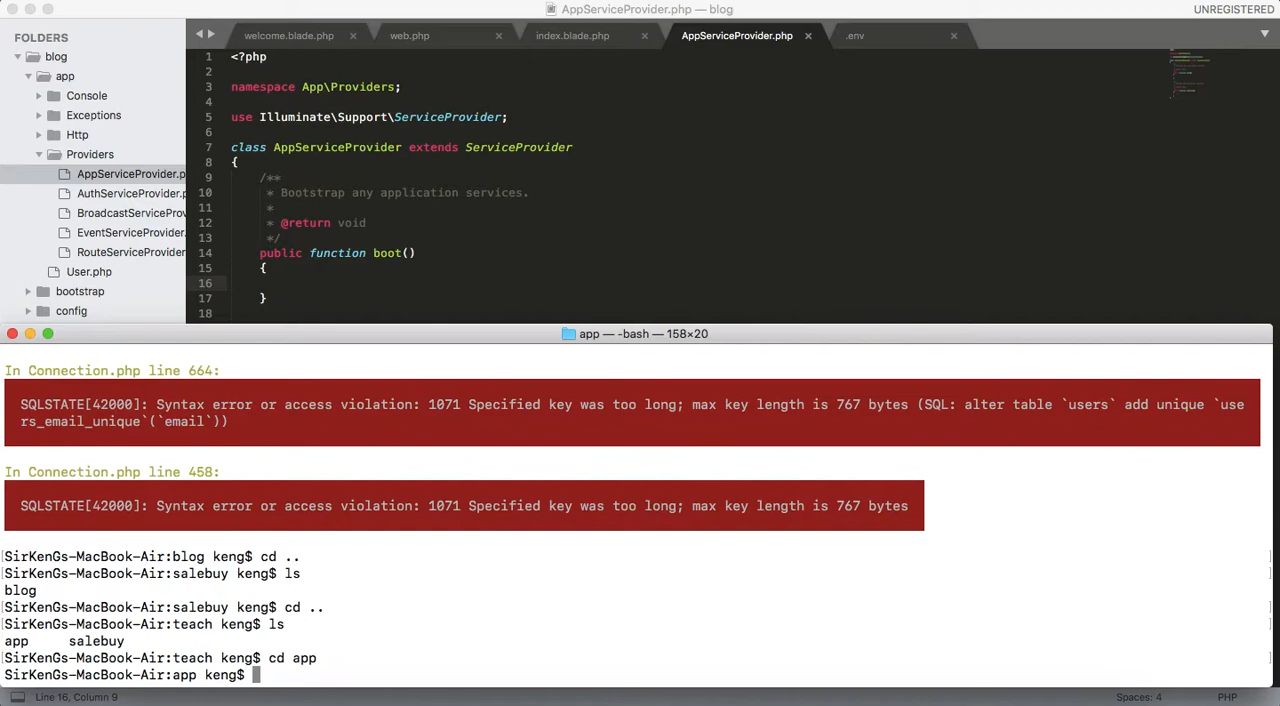 AppServiceProvider.php — blog
UNREGISTERED
FOLDERS
blog
app
Console
Exceptions
Http
Providers
AppServiceProvider.p
AuthServiceProvider.p
BroadcastServiceProv
EventServiceProvider.
RouteServiceProvider
User.php
bootstrap
config
welcome.blade.php
web.php
index.blade.php
AppServiceProvider.php
.env
1 <?php
2
3 namespace App\Providers;
4
5 use Illuminate\Support\ServiceProvider;
6
7 class AppServiceProvider extends ServiceProvider
8 {
9 /**
10 * Bootstrap any application services.
11 *
12 * @return void
13 */
14 public function boot()
15 {
16
17 }
18
app — -bash — 158×20
In Connection.php line 664:
SQLSTATE[42000]: Syntax error or access violation: 1071 Specified key was too long; max key length is 767 bytes (SQL: alter table `users` add unique `use
rs_email_unique`(`email`))
In Connection.php line 458:
SQLSTATE[42000]: Syntax error or access violation: 1071 Specified key was too long; max key length is 767 bytes
SirKenGs-MacBook-Air:blog keng$ cd ..
SirKenGs-MacBook-Air:salebuy keng$ ls
blog
SirKenGs-MacBook-Air:salebuy keng$ cd ..
SirKenGs-MacBook-Air:teach keng$ ls
app salebuy
SirKenGs-MacBook-Air:teach keng$ cd app
SirKenGs-MacBook-Air:app keng$
Line 16, Column 9
Spaces: 4
PHP